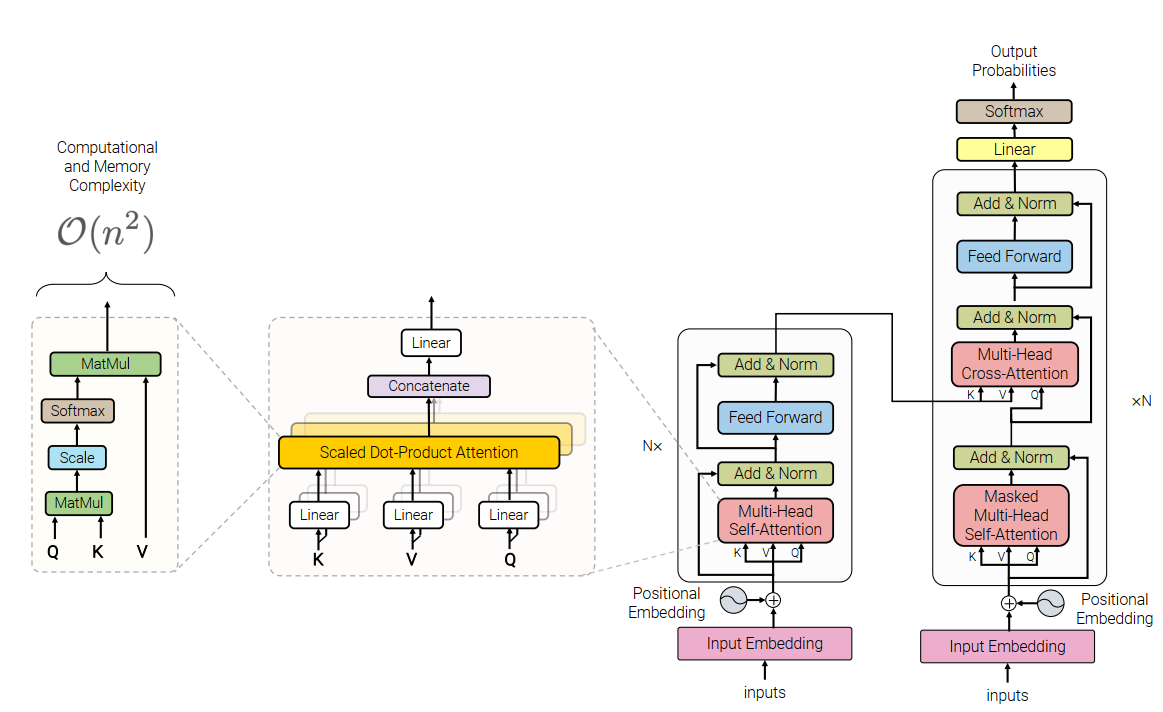 Computational
and Memory
Complexity
𝒪(n²)
MatMul
Softmax
Scale
MatMul
Q K V
Linear
Concatenate
Scaled Dot-Product Attention
Linear Linear Linear
K V Q
N×
Add & Norm
Feed Forward
Add & Norm
Multi-Head
Self-Attention
K V Q
Positional
Embedding
Input Embedding
inputs
Output
Probabilities
Softmax
Linear
Add & Norm
Feed Forward
Add & Norm
Multi-Head
Cross-Attention
K V Q
×N
Add & Norm
Masked
Multi-Head
Self-Attention
K V Q
Positional
Embedding
Input Embedding
inputs